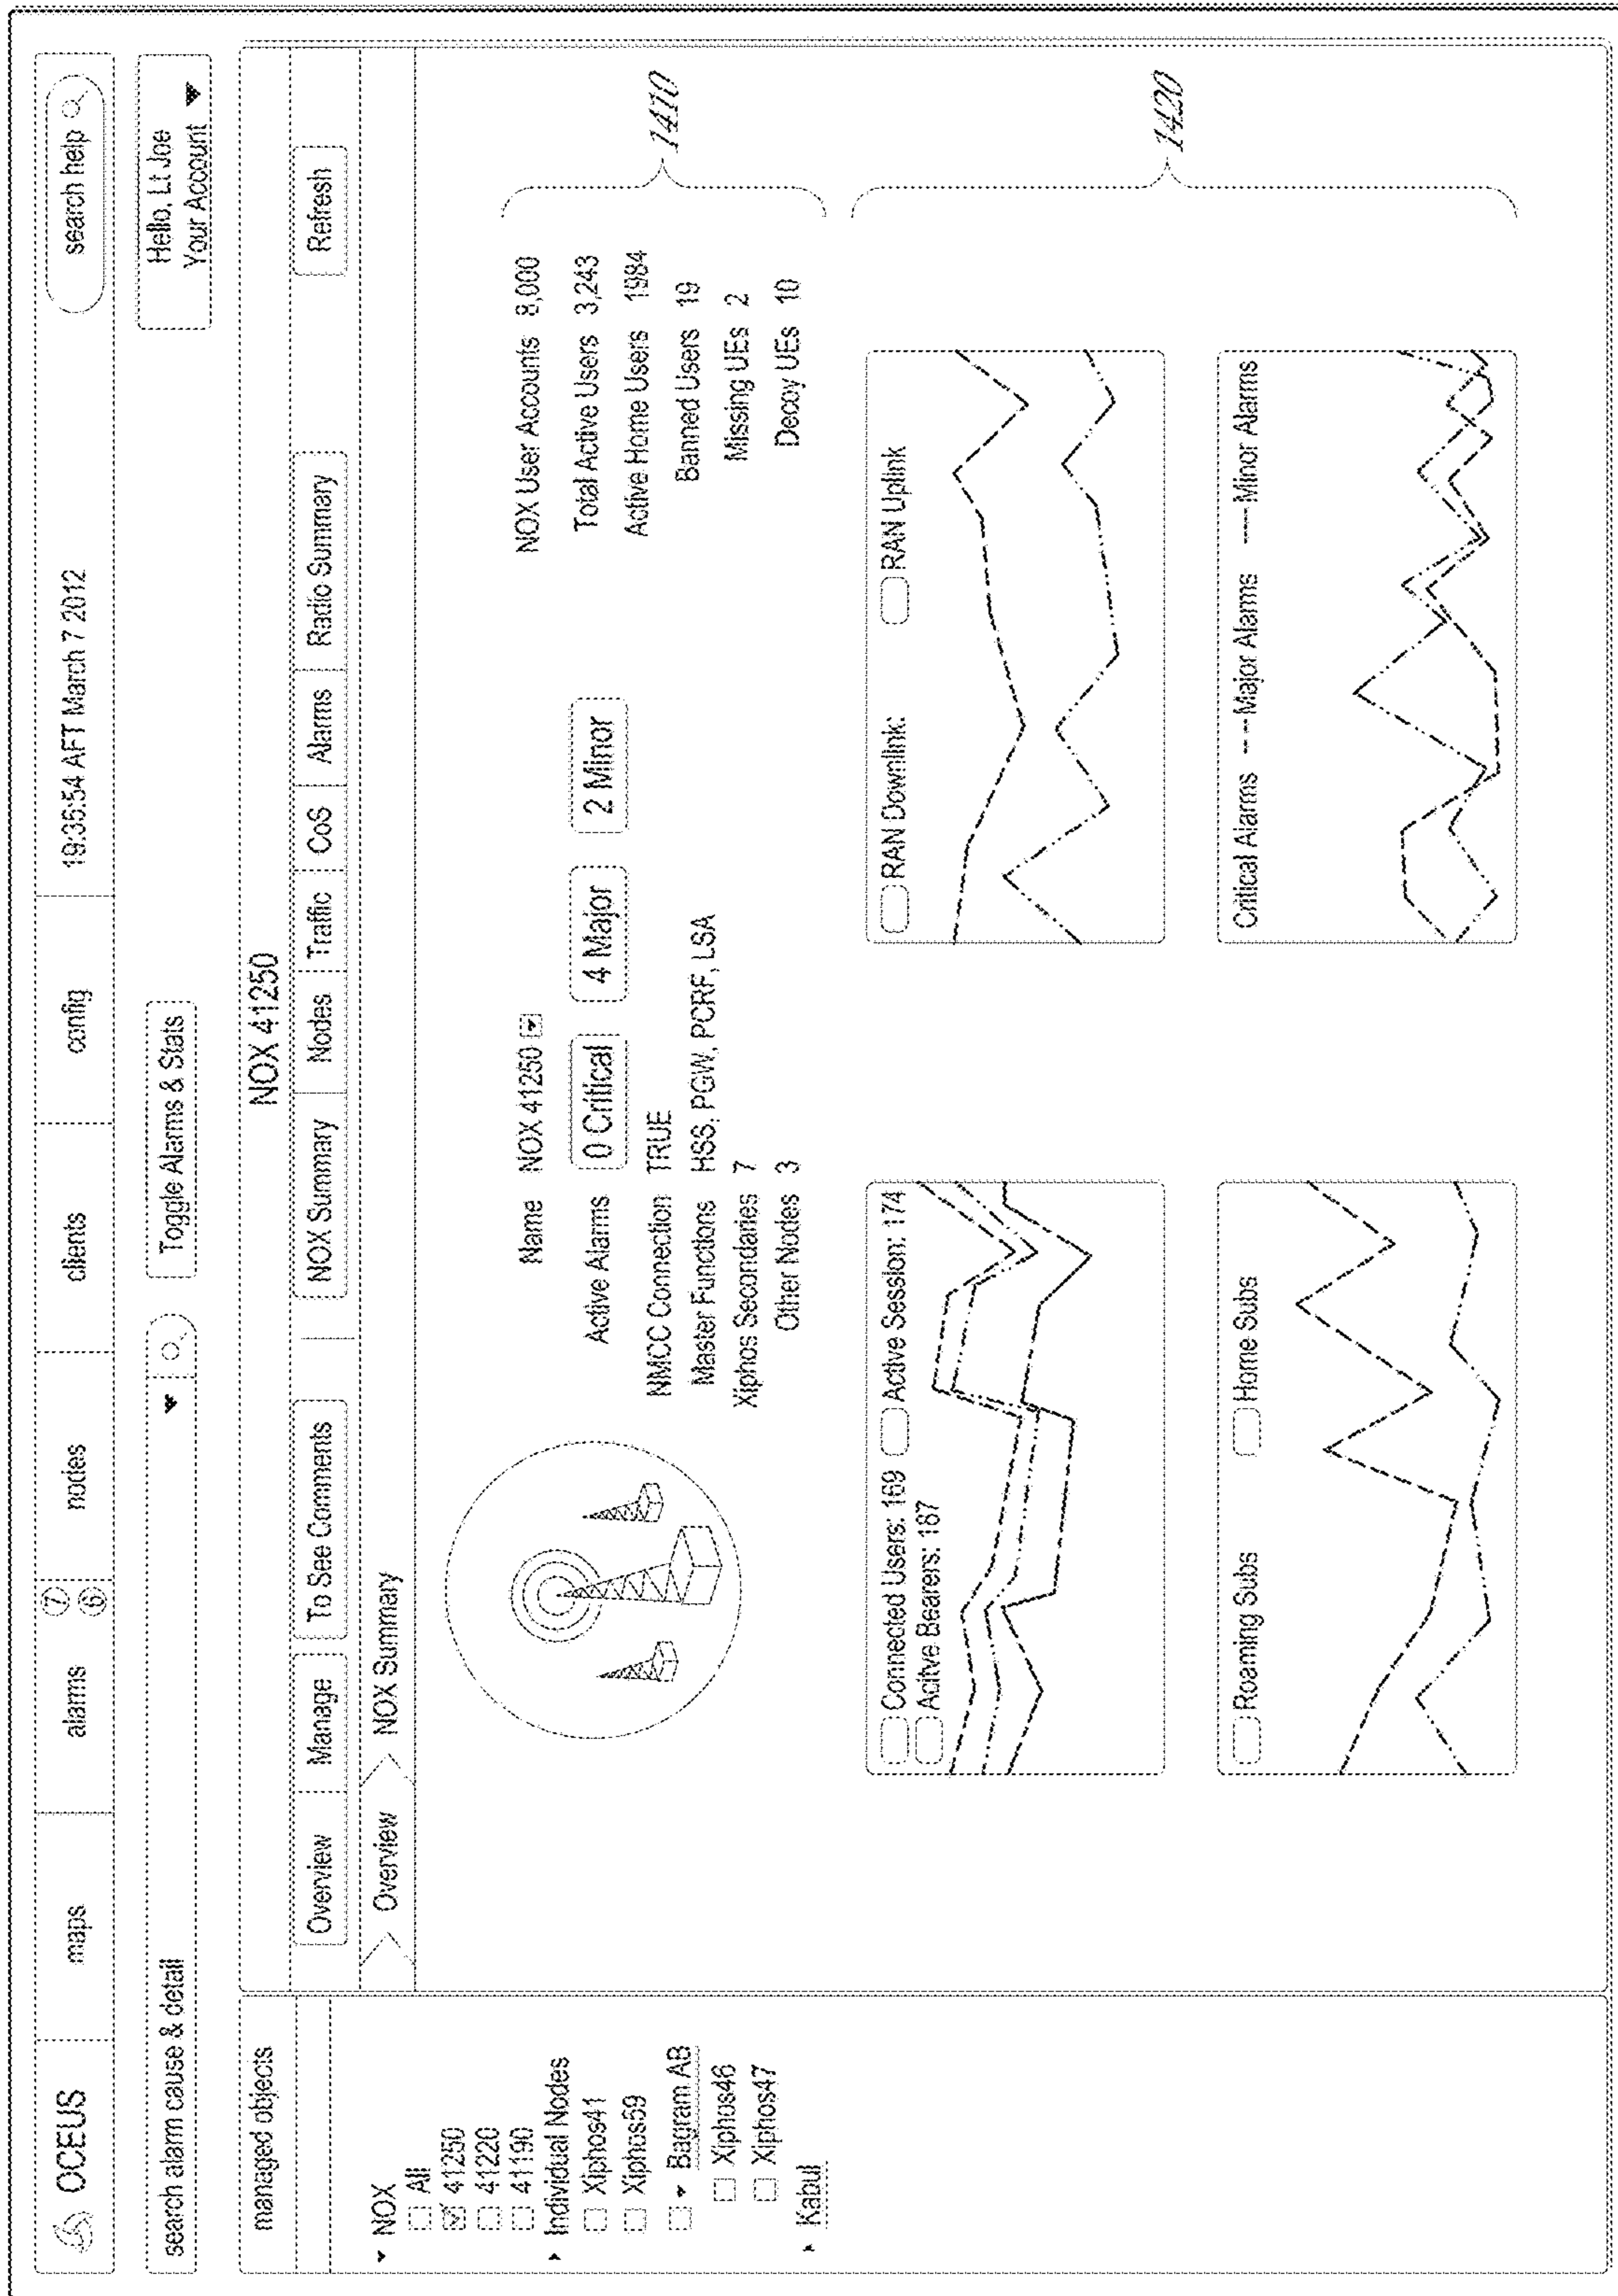 OCEUS
maps
alarms
7
6
nodes
clients
config
19:35:54 AFT March 7 2012
search help
search alarm cause & detail
Toggle Alarms & Stats
Hello, Lt Joe
Your Account
managed objects
NOX
All
41250
41220
41190
Individual Nodes
Xiphos41
Xiphos59
Bagram AB
Xiphos46
Xiphos47
Kabul
NOX 41250
Overview Manage To See Comments NOX Summary Nodes Traffic CoS Alarms Radio Summary Refresh
Overview NOX Summary
Name NOX 41250
Active Alarms 0 Critical 4 Major 2 Minor
NMCC Connection TRUE
Master Functions HSS, PGW, PCRF, LSA
Xiphos Secondaries 7
Other Nodes 3
NOX User Accounts 8,000
Total Active Users 3,243
Active Home Users 1984
Banned Users 19
Missing UEs 2
Decoy UEs 10
1410
Connected Users: 169 Active Session: 174
Acitve Bearers: 187
RAN Downlink: RAN Uplink
Roaming Subs Home Subs
Critical Alarms ----Major Alarms ----Minor Alarms
1420